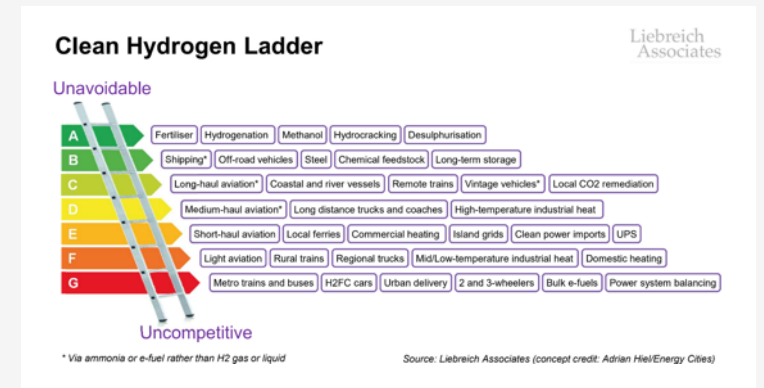 Clean Hydrogen Ladder
Liebreich
Associates
Unavoidable
A Fertiliser Hydrogenation Methanol Hydrocracking Desulphurisation
B Shipping* Off-road vehicles Steel Chemical feedstock Long-term storage
C Long-haul aviation* Coastal and river vessels Remote trains Vintage vehicles* Local CO2 remediation
D Medium-haul aviation* Long distance trucks and coaches High-temperature industrial heat
E Short-haul aviation Local ferries Commercial heating Island grids Clean power imports UPS
F Light aviation Rural trains Regional trucks Mid/Low-temperature industrial heat Domestic heating
G Metro trains and buses H2FC cars Urban delivery 2 and 3-wheelers Bulk e-fuels Power system balancing
Uncompetitive
* Via ammonia or e-fuel rather than H2 gas or liquid
Source: Liebreich Associates (concept credit: Adrian Hiel/Energy Cities)